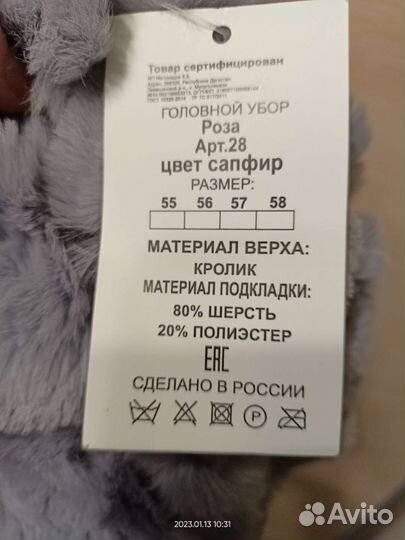 Товар сертифицирован
ГОЛОВНОЙ УБОР
Роза
Арт.28
цвет сапфир
РАЗМЕР:
55 56 57 58
МАТЕРИАЛ ВЕРХА:
КРОЛИК
МАТЕРИАЛ ПОДКЛАДКИ:
80% ШЕРСТЬ
20% ПОЛИЭСТЕР
EAC
СДЕЛАНО В РОССИИ
P
2023.01.13 10:31
Avito